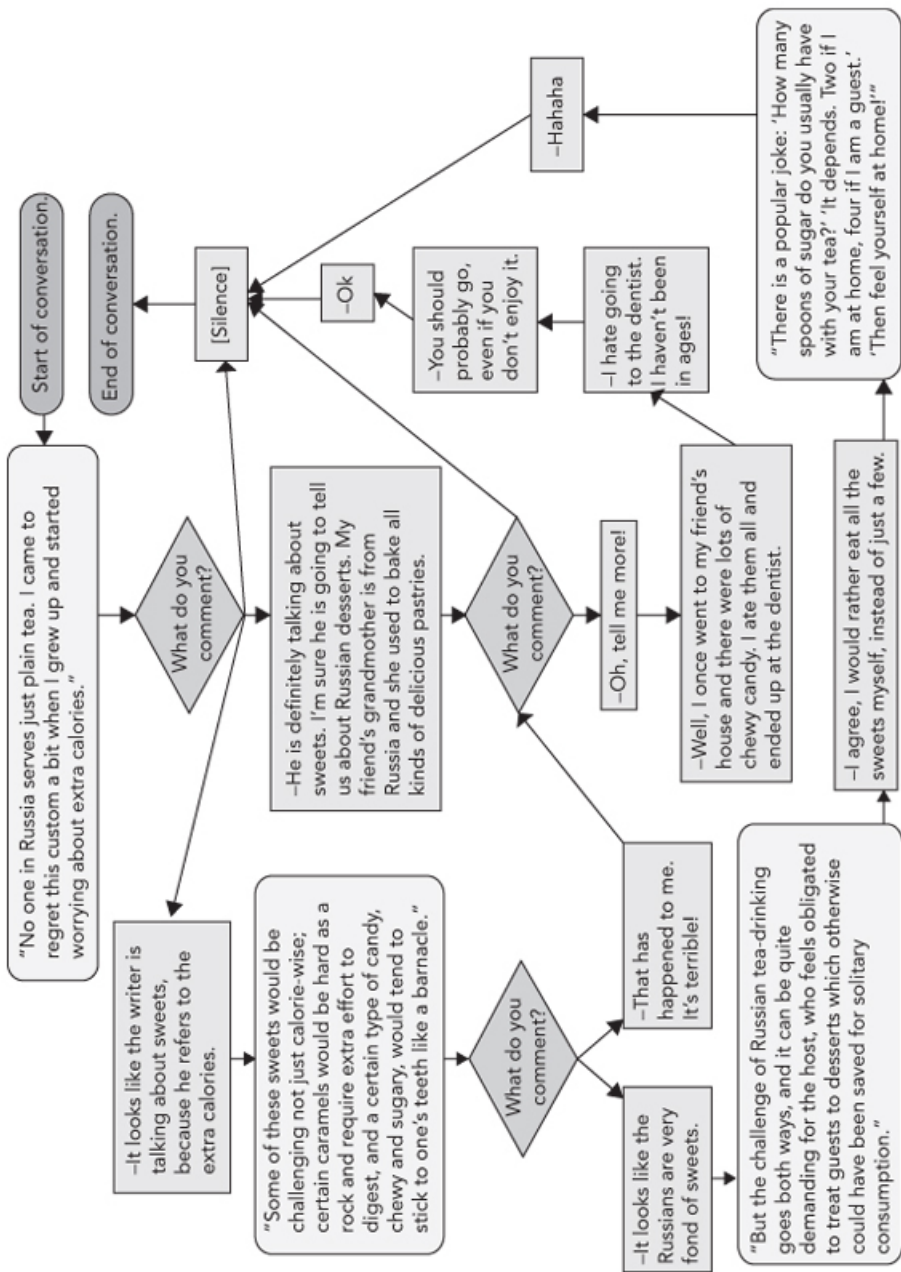 Start of conversation.
End of conversation.
"No one in Russia serves just plain tea. I came to
regret this custom a bit when I grew up and started
worrying about extra calories."
What do you
comment?
[Silence]
–It looks like the writer is
talking about sweets,
because he refers to the
extra calories.
–He is definitely talking about
sweets. I'm sure he is going to tell
us about Russian desserts. My
friend's grandmother is from
Russia and she used to bake all
kinds of delicious pastries.
"Some of these sweets would be
challenging not just calorie-wise;
certain caramels would be hard as a
rock and require extra effort to
digest, and a certain type of candy,
chewy and sugary, would tend to
stick to one's teeth like a barnacle."
What do you
comment?
What do you
comment?
–It looks like the
Russians are very
fond of sweets.
–That has
happened to me.
It's terrible!
–Oh, tell me more!
–Well, I once went to my friend's
house and there were lots of
chewy candy. I ate them all and
ended up at the dentist.
–I hate going
to the dentist.
I haven't been
in ages!
–You should
probably go,
even if you
don't enjoy it.
–Ok
"But the challenge of Russian tea-drinking
goes both ways, and it can be quite
demanding for the host, who feels obligated
to treat guests to desserts which otherwise
could have been saved for solitary
consumption."
–I agree, I would rather eat all the
sweets myself, instead of just a few.
"There is a popular joke: 'How many
spoons of sugar do you usually have
with your tea?' 'It depends. Two if I
am at home, four if I am a guest.'
'Then feel yourself at home!'"
–Hahaha